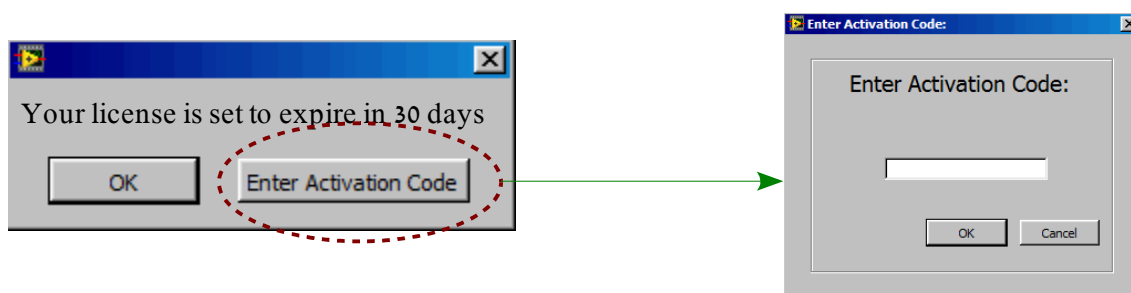 Your license is set to expire in 30 days
OK
Enter Activation Code
Enter Activation Code:
Enter Activation Code:
OK
Cancel